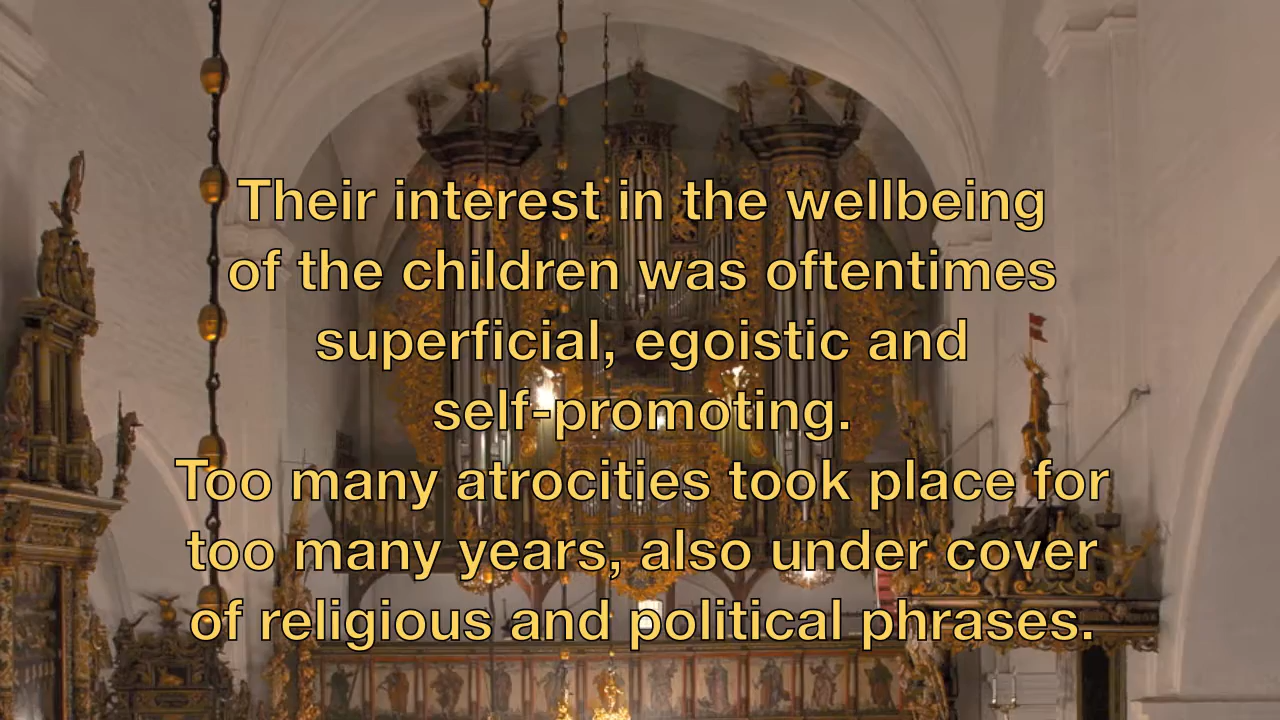 Their interest in the wellbeing
of the children was oftentimes
superficial, egoistic and
self-promoting.
Too many atrocities took place for
too many years, also under cover
of religious and political phrases.